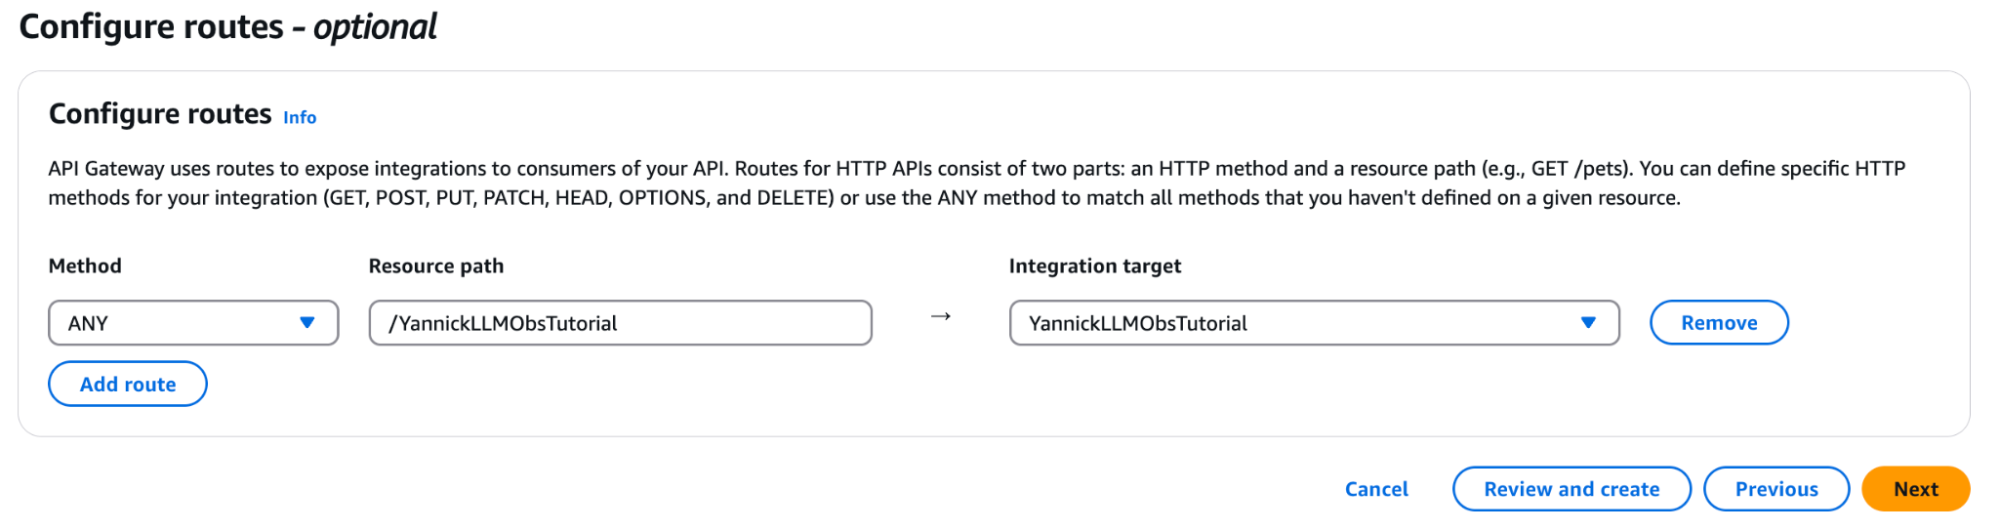 Configure routes - optional
Configure routes Info
API Gateway uses routes to expose integrations to consumers of your API. Routes for HTTP APIs consist of two parts: an HTTP method and a resource path (e.g., GET /pets). You can define specific HTTP
methods for your integration (GET, POST, PUT, PATCH, HEAD, OPTIONS, and DELETE) or use the ANY method to match all methods that you haven't defined on a given resource.
Method Resource path Integration target
ANY /YannickLLMObsTutorial → YannickLLMObsTutorial Remove
Add route
Cancel Review and create Previous Next